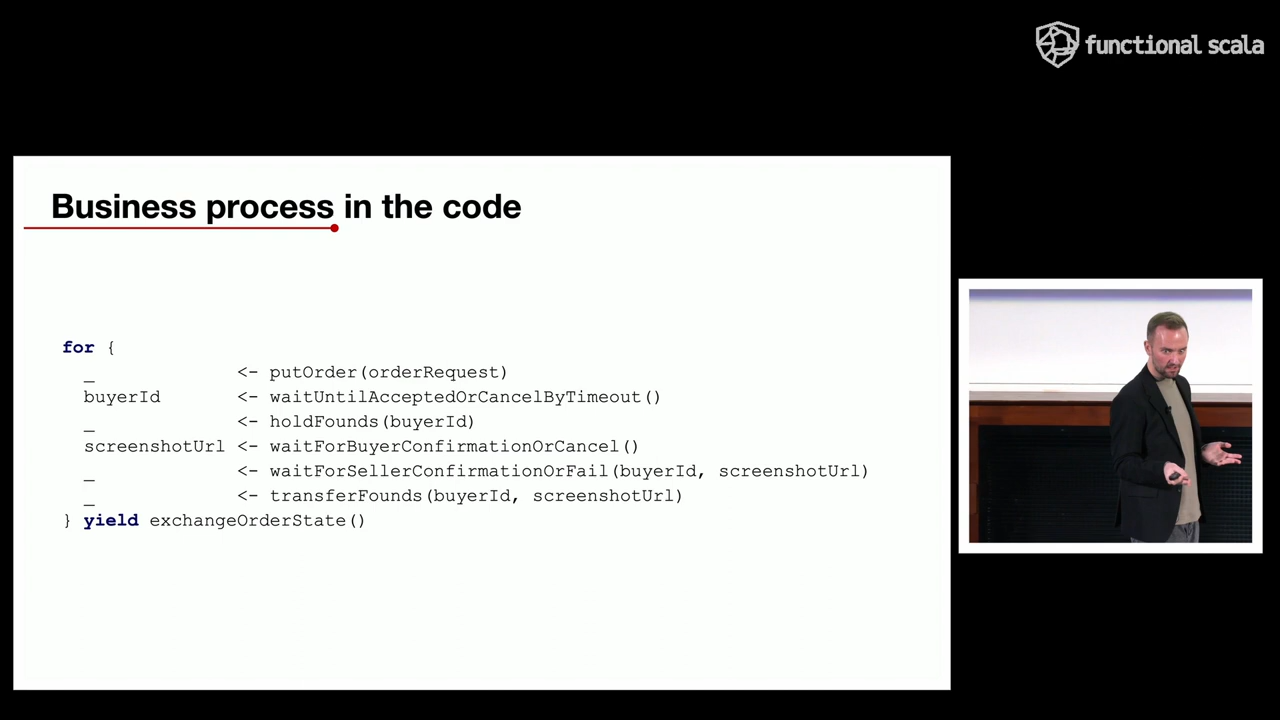 functional scala
Business process in the code
for {
_ <- putOrder(orderRequest)
buyerId <- waitUntilAcceptedOrCancelByTimeout()
_ <- holdFounds(buyerId)
screenshotUrl <- waitForBuyerConfirmationOrCancel()
_ <- waitForSellerConfirmationOrFail(buyerId, screenshotUrl)
_ <- transferFounds(buyerId, screenshotUrl)
} yield exchangeOrderState()